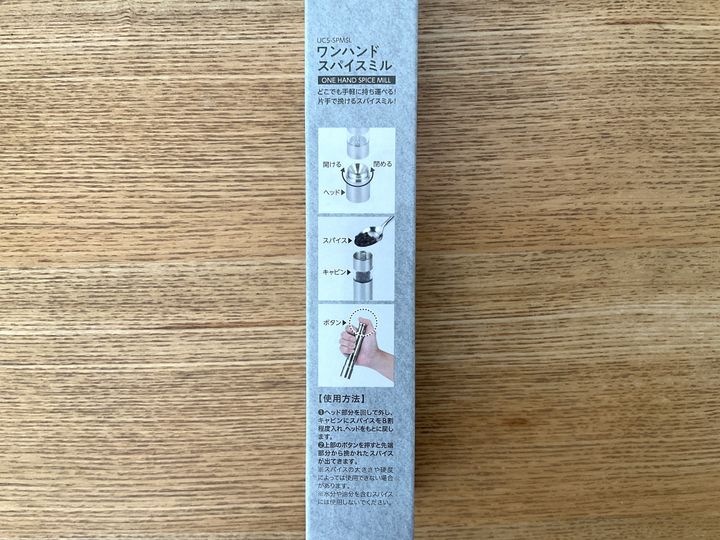 UCS-SPMSL
ワンハンド
スパイスミル
ONE HAND SPICE MILL
どこでも手軽に持ち運べる!
片手で挽けるスパイスミル!
開ける
閉める
ヘッド▶
スパイス▶
キャビン▶
ボタン▶
【使用方法】
❶ヘッド部分を回して外し、
キャビンにスパイスを8割
程度入れ、ヘッドをもとに戻し
ます。
❷上部のボタンを押すと先端
部分から挽かれたスパイス
が出てきます。
※スパイスの太きさや硬度
によっては使用できない場合
があります。
※水分や油分を含むスパイス
には使用しないでください。